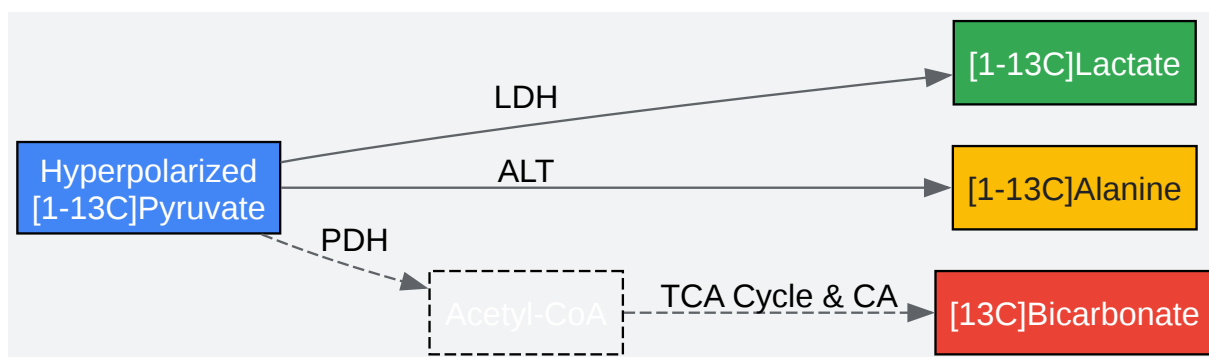 LDH
[1-13C]Lactate
Hyperpolarized
[1-13C]Pyruvate
ALT
[1-13C]Alanine
PDH
Acetyl-CoA
TCA Cycle & CA
[13C]Bicarbonate